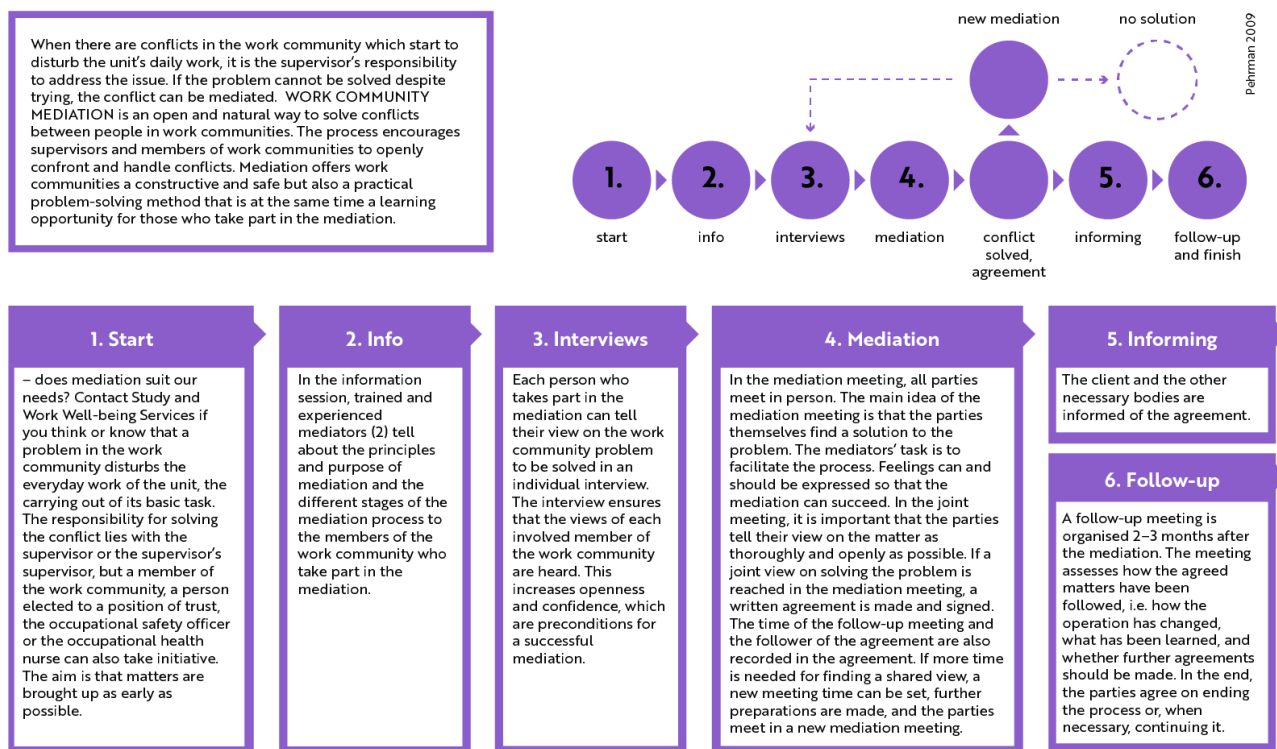 When there are conflicts in the work community which start to
disturb the unit’s daily work, it is the supervisor’s responsibility
to address the issue. If the problem cannot be solved despite
trying, the conflict can be mediated.  WORK COMMUNITY
MEDIATION is an open and natural way to solve conflicts
between people in work communities. The process encourages
supervisors and members of work communities to openly
confront and handle conflicts. Mediation offers work
communities a constructive and safe but also a practical
problem-solving method that is at the same time a learning
opportunity for those who take part in the mediation.
new mediation
no solution
Pehrman 2009
1.
2.
3.
4.
5.
6.
start
info
interviews
mediation
conflict
solved,
agreement
informing
follow-up
and finish
1. Start
– does mediation suit our
needs? Contact Study and
Work Well-being Services if
you think or know that a
problem in the work
community disturbs the
everyday work of the unit, the
carrying out of its basic task.
The responsibility for solving
the conflict lies with the
supervisor or the supervisor’s
supervisor, but a member of
the work community, a person
elected to a position of trust,
the occupational safety officer
or the occupational health
nurse can also take initiative.
The aim is that matters are
brought up as early as
possible.
2. Info
In the information
session, trained and
experienced
mediators (2) tell
about the principles
and purpose of
mediation and the
different stages of the
mediation process to
the members of the
work community who
take part in the
mediation.
3. Interviews
Each person who
takes part in the
mediation can tell
their view on the work
community problem
to be solved in an
individual interview.
The interview ensures
that the views of each
involved member of
the work community
are heard. This
increases openness
and confidence, which
are preconditions for
a successful
mediation.
4. Mediation
In the mediation meeting, all parties
meet in person. The main idea of the
mediation meeting is that the parties
themselves find a solution to the
problem. The mediators’ task is to
facilitate the process. Feelings can and
should be expressed so that the
mediation can succeed. In the joint
meeting, it is important that the parties
tell their view on the matter as
thoroughly and openly as possible. If a
joint view on solving the problem is
reached in the mediation meeting, a
written agreement is made and signed.
The time of the follow-up meeting and
the follower of the agreement are also
recorded in the agreement. If more time
is needed for finding a shared view, a
new meeting time can be set, further
preparations are made, and the parties
meet in a new mediation meeting.
5. Informing
The client and the other
necessary bodies are
informed of the agreement.
6. Follow-up
A follow-up meeting is
organised 2–3 months after
the mediation. The meeting
assesses how the agreed
matters have been
followed, i.e. how the
operation has changed,
what has been learned, and
whether further agreements
should be made. In the end,
the parties agree on ending
the process or, when
necessary, continuing it.